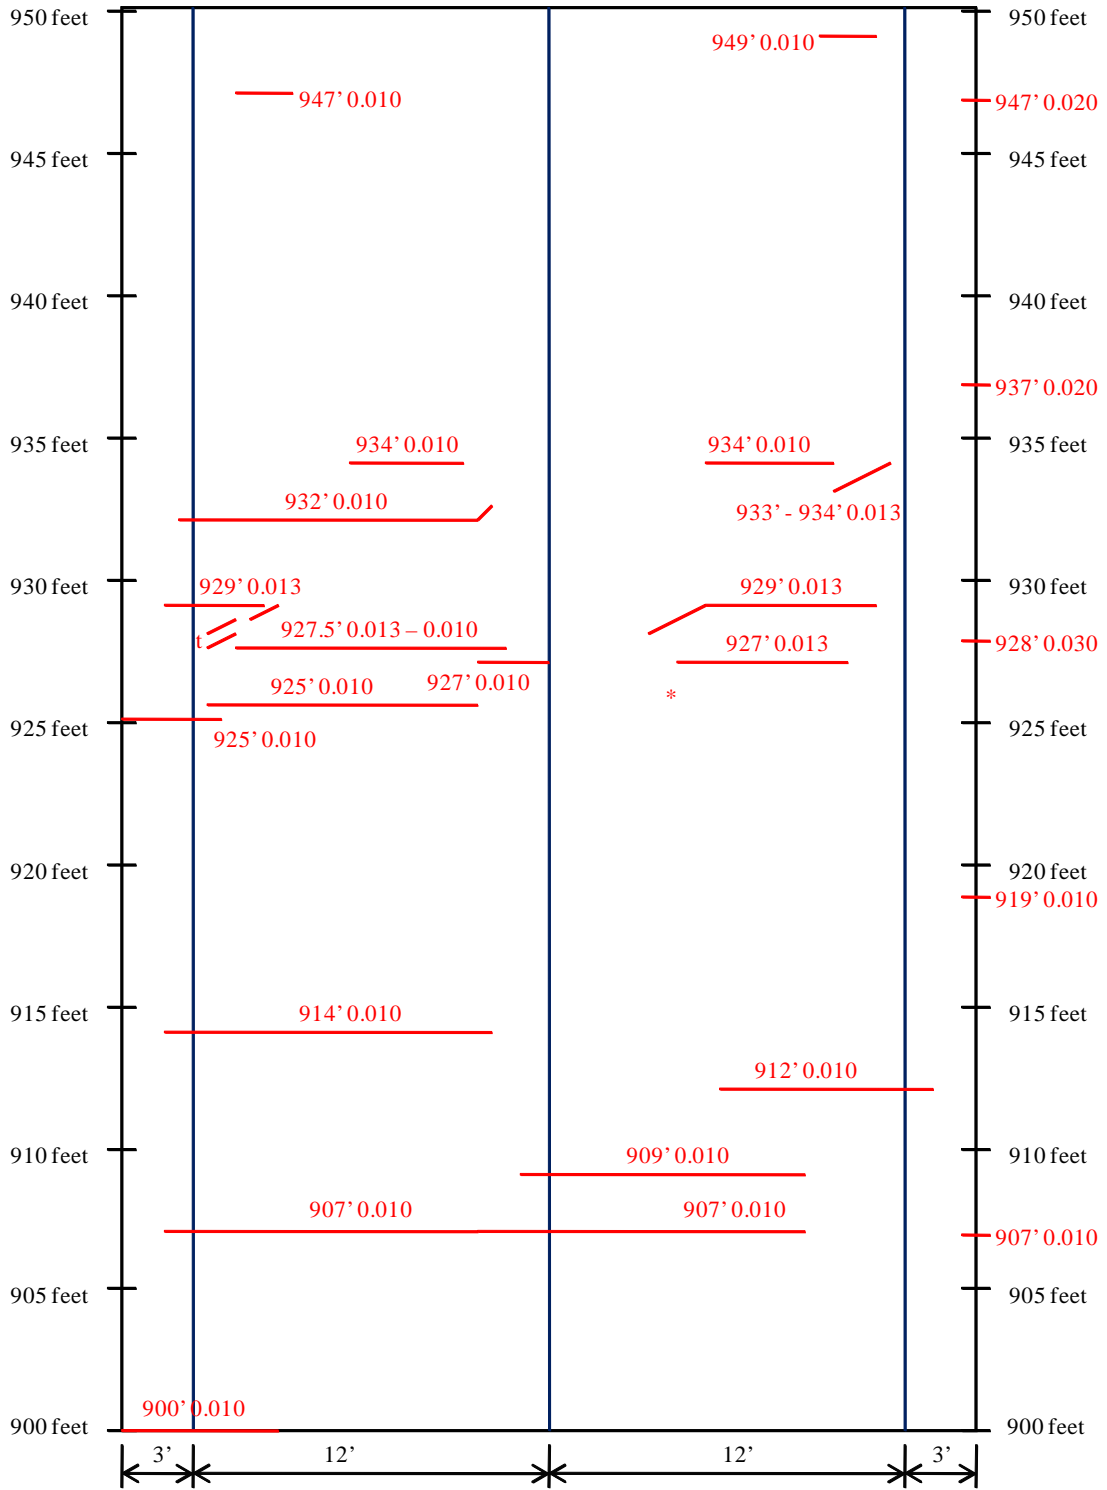 950 feet 950 feet
949’ 0.010
947’ 0.010 947’ 0.020
945 feet 945 feet
940 feet 940 feet
937’ 0.020
935 feet 934’ 0.010 934’ 0.010 935 feet
932’ 0.010 933’ - 934’ 0.013
930 feet 929’ 0.013 929’ 0.013 930 feet
t 927.5’ 0.013 – 0.010 927’ 0.013 928’ 0.030
927’ 0.010
925’ 0.010 *
925 feet 925 feet
925’ 0.010
920 feet 920 feet
919’ 0.010
915 feet 914’ 0.010 915 feet
912’ 0.010
910 feet 909’ 0.010 910 feet
907’ 0.010 907’ 0.010
907’ 0.010
905 feet 905 feet
900’ 0.010
900 feet 900 feet
3’ 12’ 12’ 3’